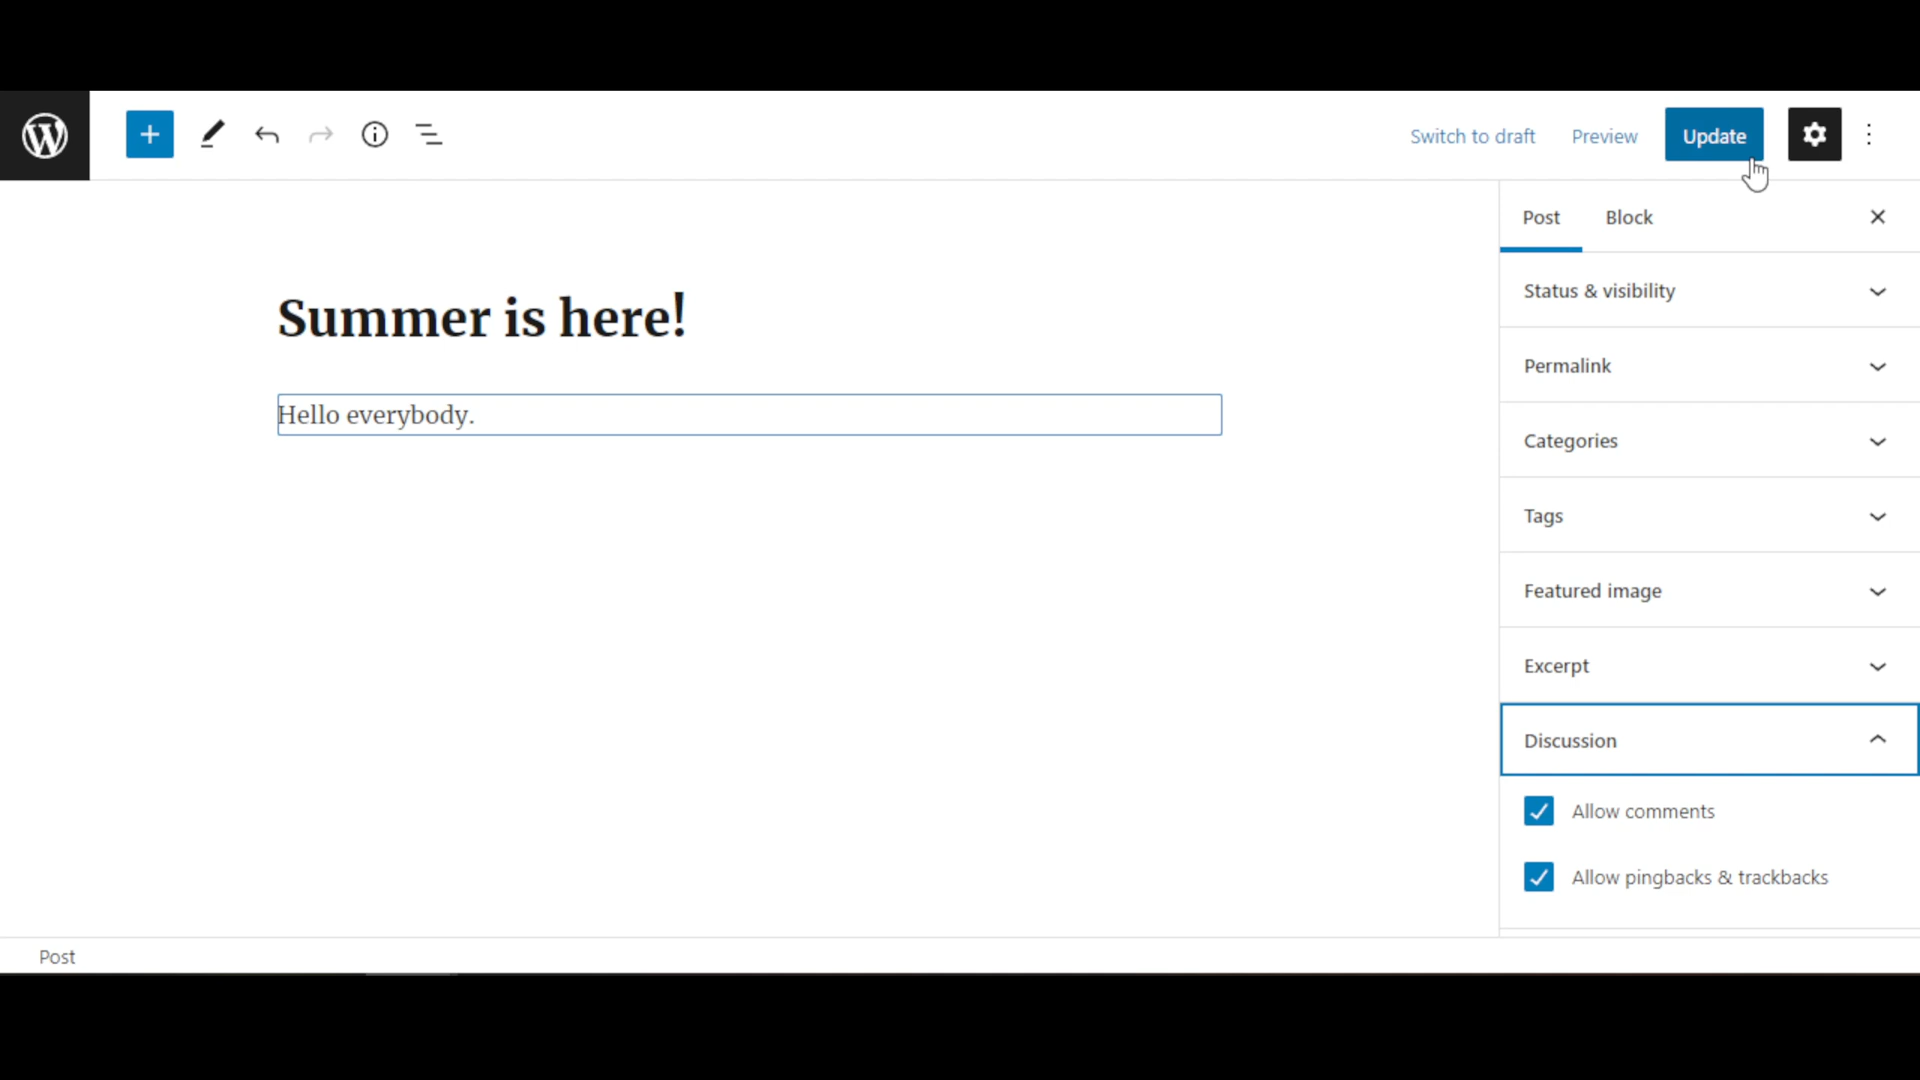 Switch to draft
Preview
Update
Post
Block
Summer is here!
Hello everybody.
Status & visibility
Permalink
Categories
Tags
Featured image
Excerpt
Discussion
Allow comments
Allow pingbacks & trackbacks
Post